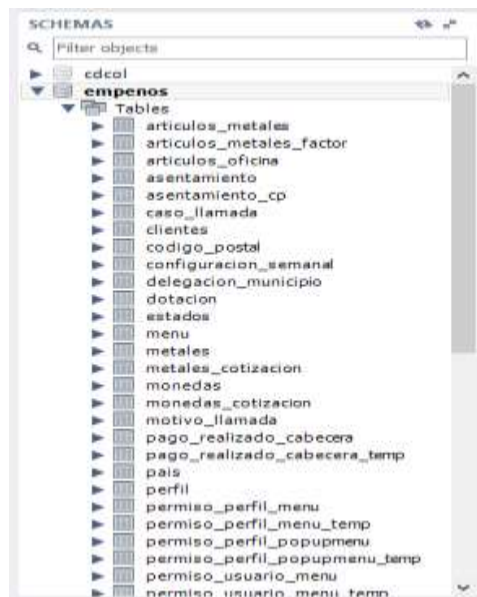 SCHEMAS
Filter objects
cdcol
empenos
Tables
articulos_metales
articulos_metales_factor
articulos_oficina
asentamiento
asentamiento_cp
caso_llamada
clientes
codigo_postal
configuracion_semanal
delegacion_municipio
dotacion
estados
menu
metales
metales_cotizacion
monedas
monedas_cotizacion
motivo_llamada
pago_realizado_cabecera
pago_realizado_cabecera_temp
pais
perfil
permiso_perfil_menu
permiso_perfil_menu_temp
permiso_perfil_popupmenu
permiso_perfil_popupmenu_temp
permiso_usuario_menu
permiso_usuario_menu_temp